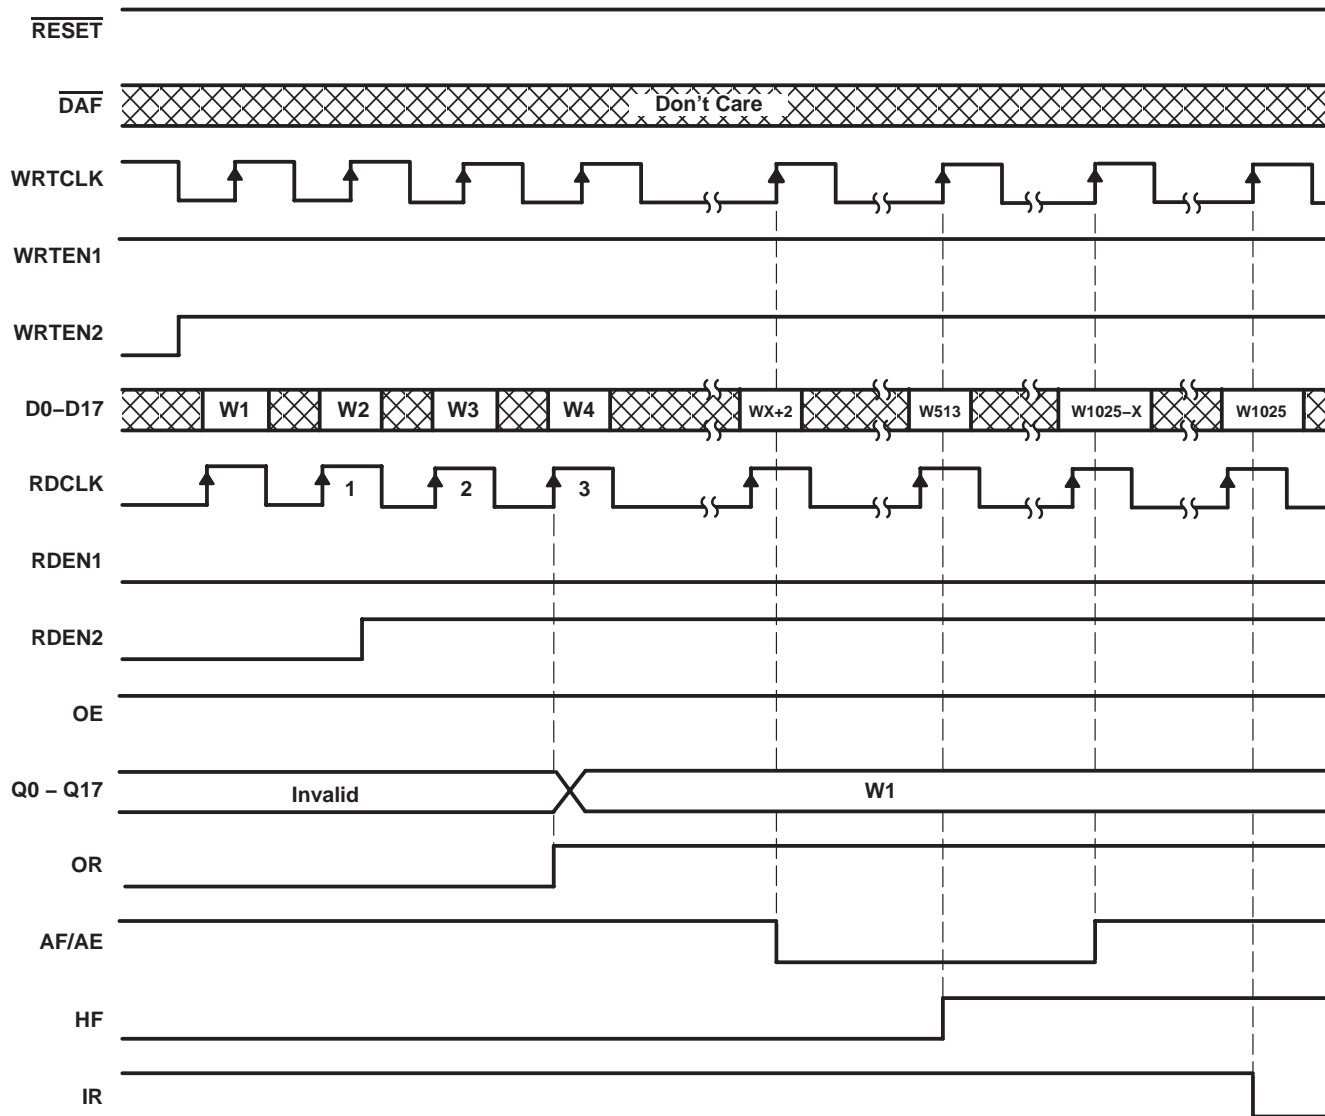 RESET
DAF
Don't Care
WRTCLK
WRTEN1
WRTEN2
D0–D17 W1 W2 W3 W4 WX+2 W513 W1025–X W1025
RDCLK 1 2 3
RDEN1
RDEN2
OE
Q0 – Q17 Invalid W1
OR
AF/AE
HF
IR